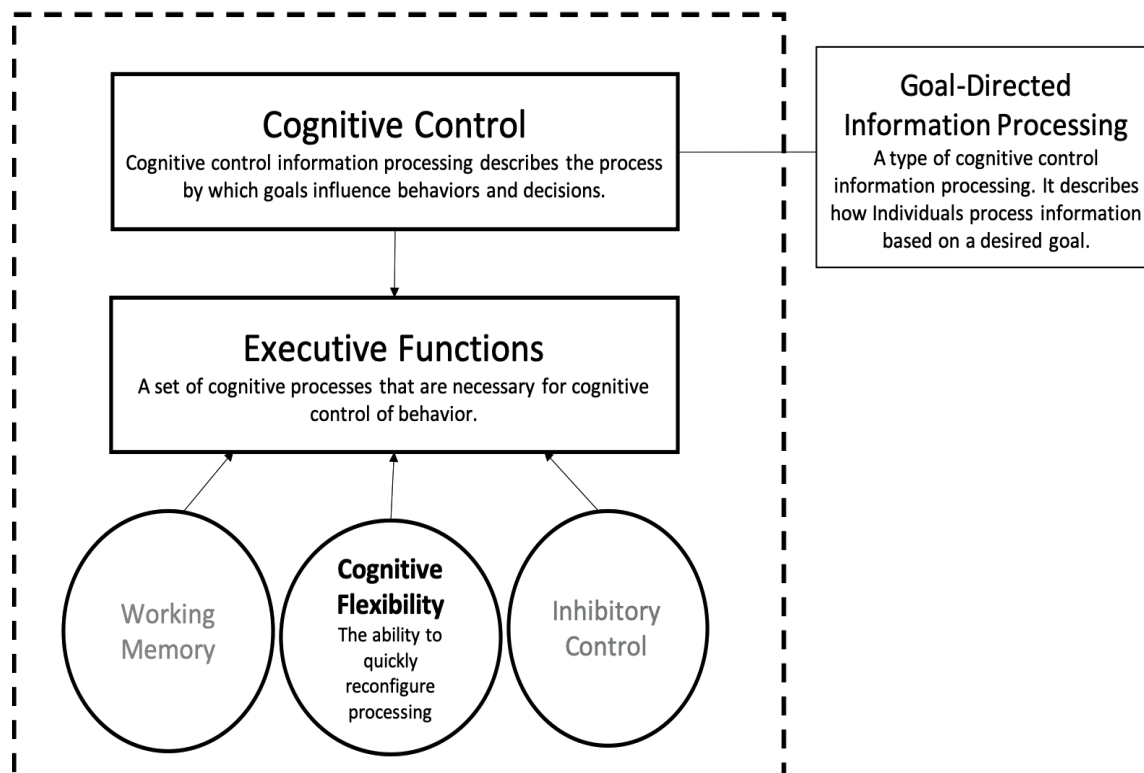 Cognitive Control
Cognitive control information processing describes the process
by which goals influence behaviors and decisions.
Goal-Directed
Information Processing
A type of cognitive control
information processing. It describes
how Individuals process information
based on a desired goal.
Executive Functions
A set of cognitive processes that are necessary for cognitive
control of behavior.
Working
Memory
Cognitive
Flexibility
The ability to
quickly
reconfigure
processing
Inhibitory
Control